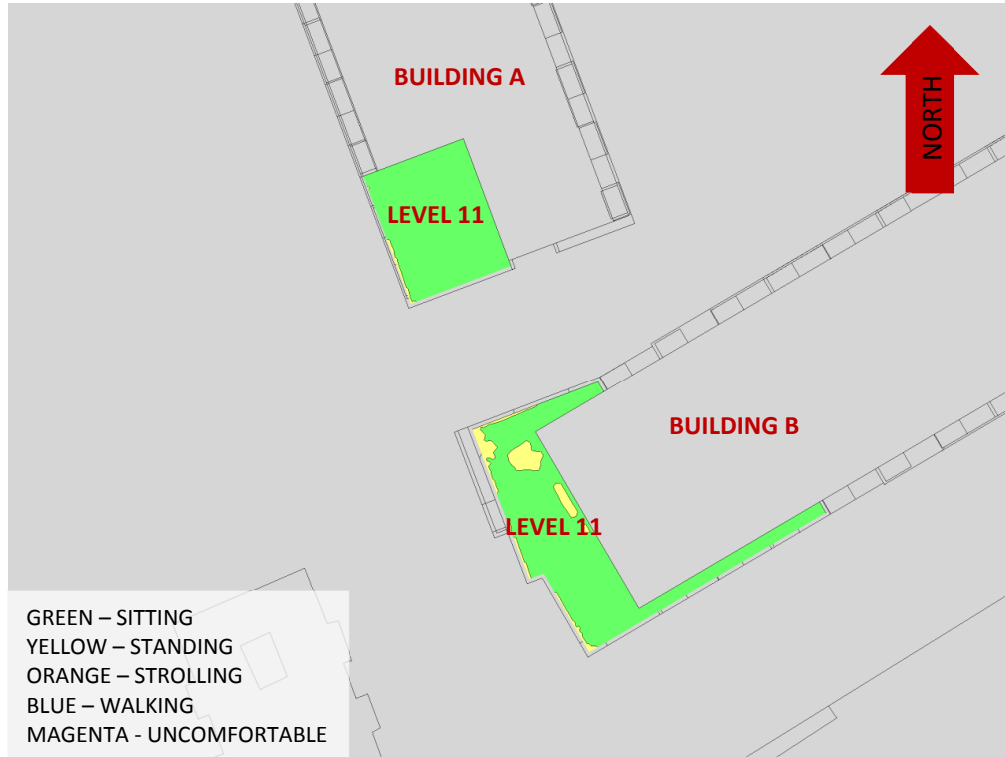 BUILDING A
NORTH
LEVEL 11
BUILDING B
LEVEL 11
GREEN – SITTING
YELLOW – STANDING
ORANGE – STROLLING
BLUE – WALKING
MAGENTA - UNCOMFORTABLE